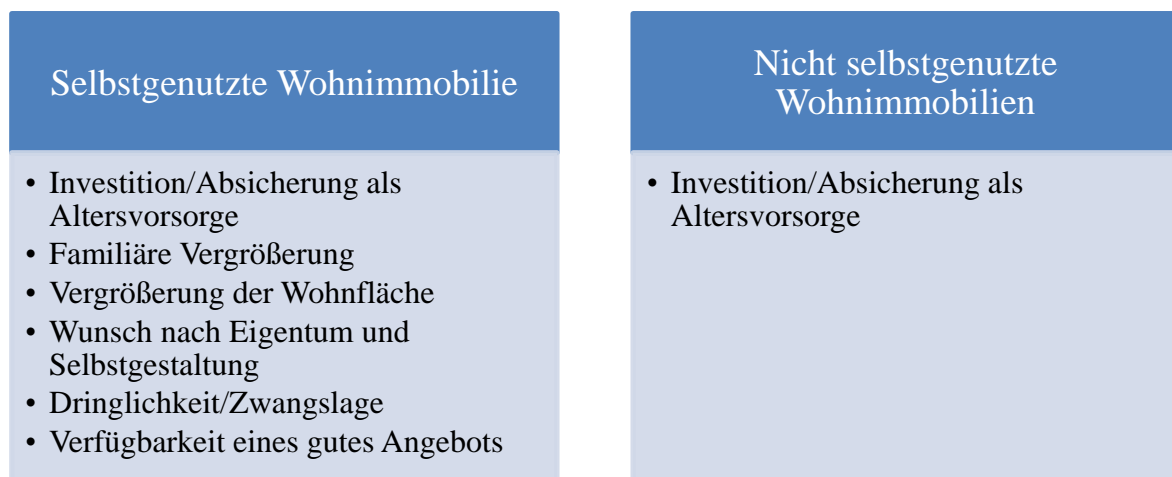 Selbstgenutzte Wohnimmobilie
• Investition/Absicherung als
Altersvorsorge
• Familiäre Vergrößerung
• Vergrößerung der Wohnfläche
• Wunsch nach Eigentum und
Selbstgestaltung
• Dringlichkeit/Zwangslage
• Verfügbarkeit eines gutes Angebots
Nicht selbstgenutzte
Wohnimmobilien
• Investition/Absicherung als
Altersvorsorge